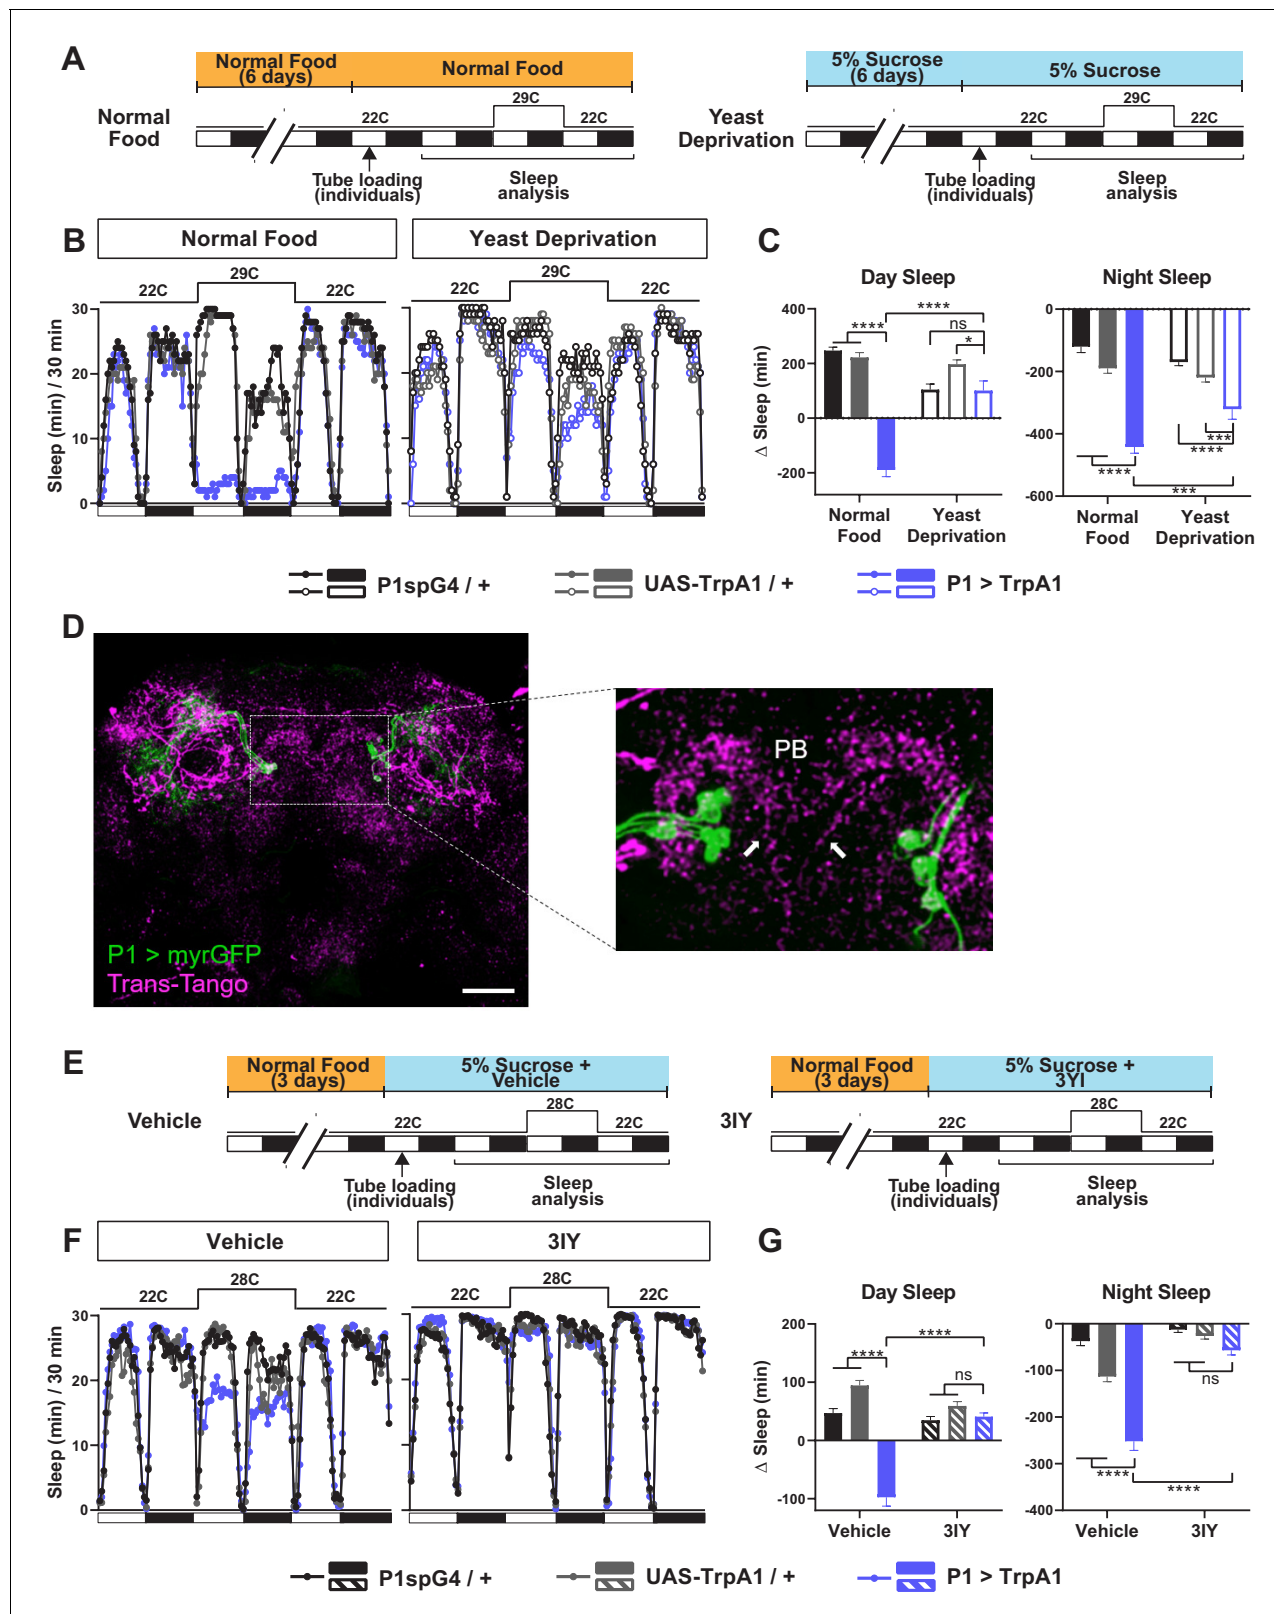 A
Normal Food
(6 days)
Normal Food
29C
22C
22C
Normal
Food
Tube loading
(individuals)
Sleep
analysis
5% Sucrose
(6 days)
5% Sucrose
29C
22C
22C
Yeast
Deprivation
Tube loading
(individuals)
Sleep
analysis
B
Normal Food
Yeast Deprivation
22C
29C
22C
22C
29C
22C
Sleep (min) / 30 min
30
20
10
0
C
Day Sleep
Night Sleep
Δ Sleep (min)
400
200
0
-200
****
****
ns
*
Normal
Food
Yeast
Deprivation
0
-200
-400
-600
****
***
****
***
Normal
Food
Yeast
Deprivation
P1spG4 / +
UAS-TrpA1 / +
P1 > TrpA1
D
P1 > myrGFP
Trans-Tango
PB
E
Normal Food
(3 days)
5% Sucrose +
Vehicle
28C
22C
22C
Vehicle
Tube loading
(individuals)
Sleep
analysis
Normal Food
(3 days)
5% Sucrose +
3YI
28C
22C
22C
3IY
Tube loading
(individuals)
Sleep
analysis
F
Vehicle
3IY
22C
28C
22C
22C
28C
22C
Sleep (min) / 30 min
30
20
10
0
G
Day Sleep
Night Sleep
Δ Sleep (min)
200
100
0
-100
****
****
ns
Vehicle
3IY
0
-100
-200
-300
-400
****
ns
****
Vehicle
3IY
P1spG4 / +
UAS-TrpA1 / +
P1 > TrpA1